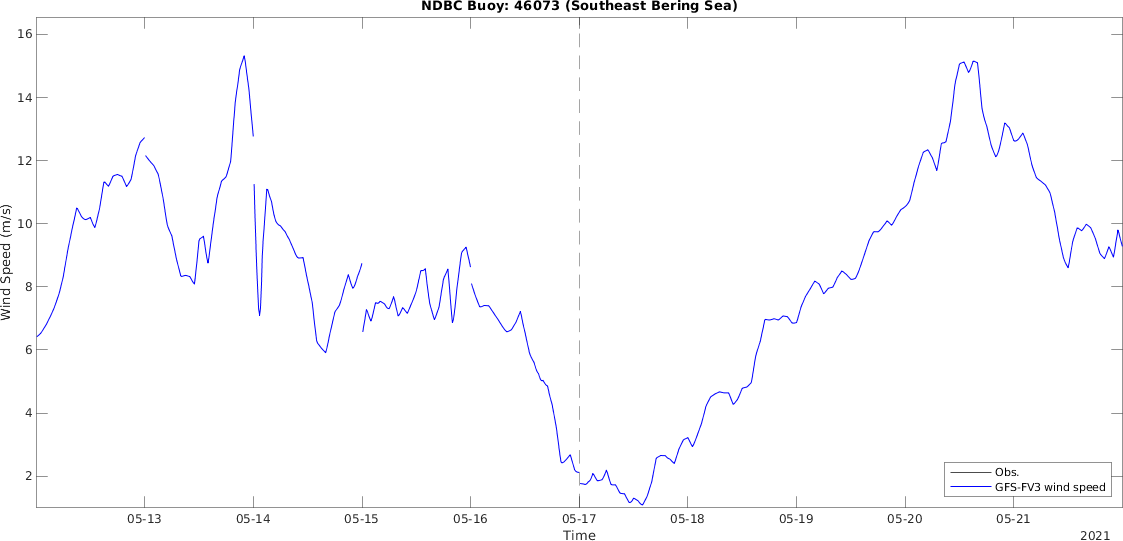 NDBC Buoy: 46073 (Southeast Bering Sea)
16
14
12
10
8
6
4
2
Wind Speed (m/s)
Obs.
GFS-FV3 wind speed
05-13 05-14 05-15 05-16 05-17 05-18 05-19 05-20 05-21
Time
2021